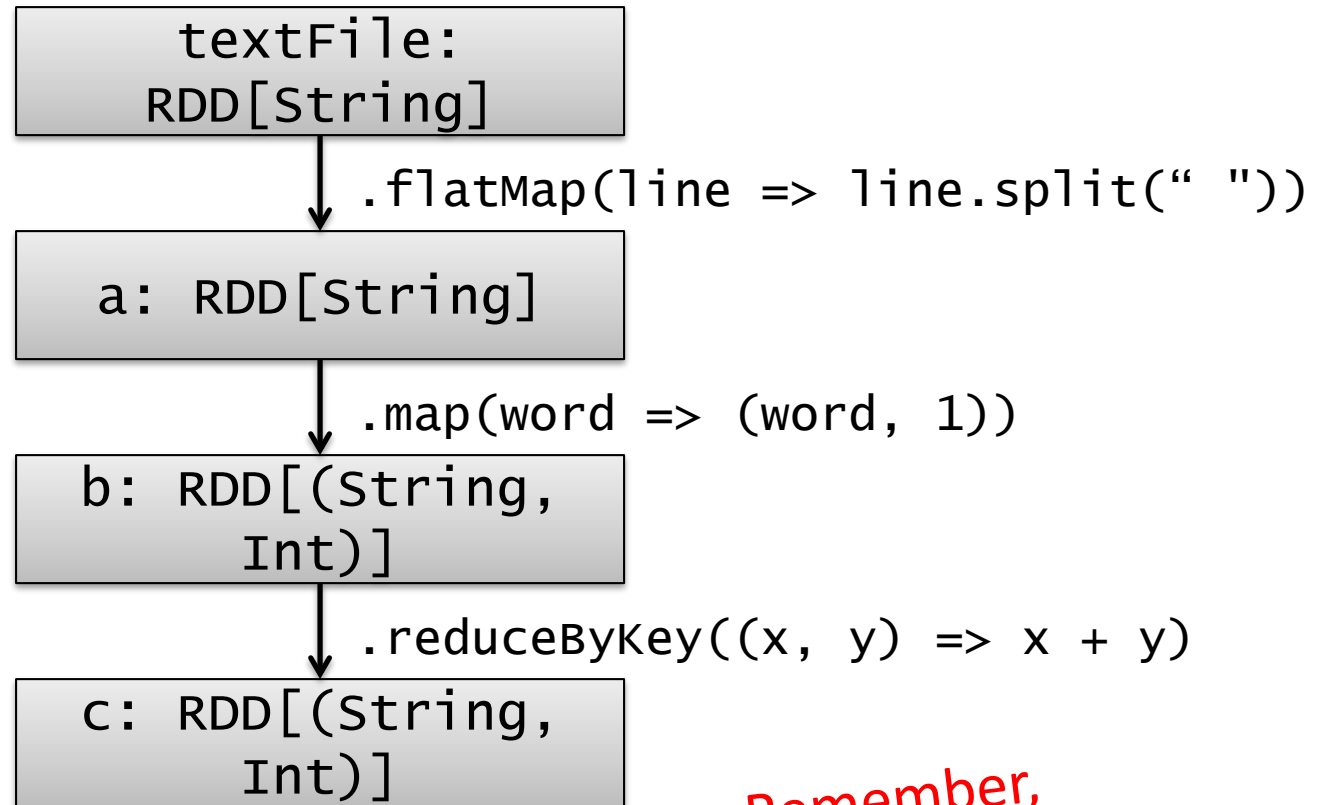 textFile:
RDD[String]
.flatMap(line => line.split(“ "))
a: RDD[String]
.map(word => (word, 1))
b: RDD[(String,
Int)]
.reduceByKey((x, y) => x + y)
c: RDD[(String,
Int)]
Remember,